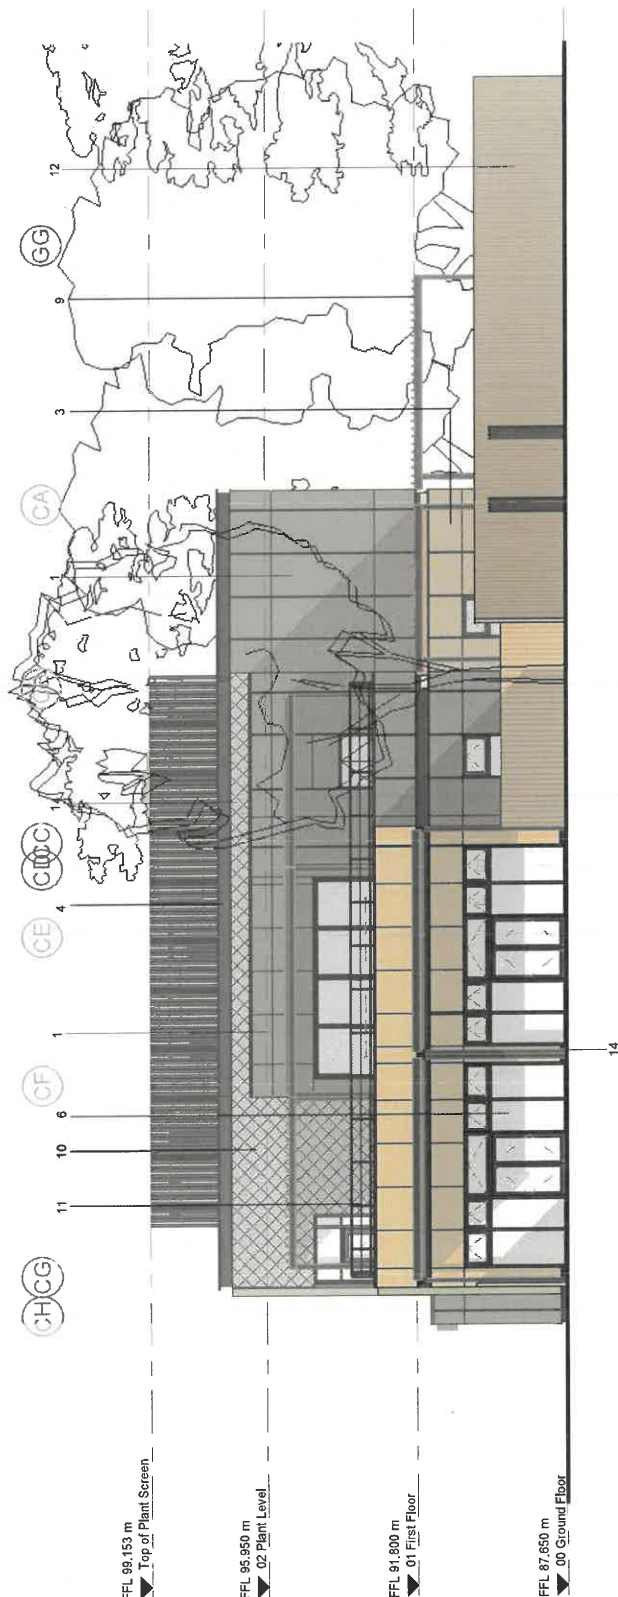 CH
CG
CF
CE
CD
CC
CA
GG
11
10
6
1
4
1
1
3
9
12
FFL 99.153 m
Top of Plant Screen
FFL 95.950 m
02 Plant Level
FFL 91.800 m
01 First Floor
FFL 87.650 m
00 Ground Floor
14